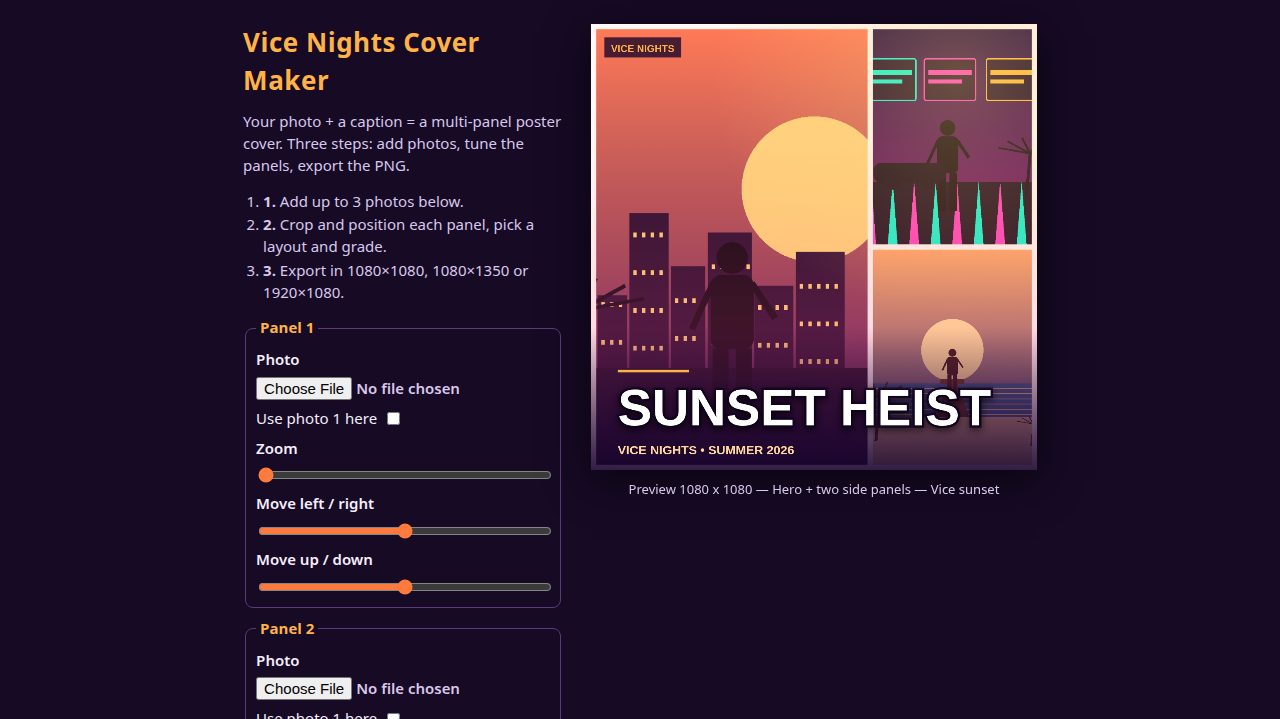 Vice Nights Cover
Maker
Your photo + a caption = a multi-panel poster
cover. Three steps: add photos, tune the
panels, export the PNG.
1. 1. Add up to 3 photos below.
2. 2. Crop and position each panel, pick a
layout and grade.
3. 3. Export in 1080×1080, 1080×1350 or
1920×1080.
Panel 1
Photo
Choose File No file chosen
Use photo 1 here
Zoom
Move left / right
Move up / down
Panel 2
Photo
Choose File No file chosen
Use photo 1 here
VICE NIGHTS
SUNSET HEIST
VICE NIGHTS • SUMMER 2026
Preview 1080 x 1080 — Hero + two side panels — Vice sunset